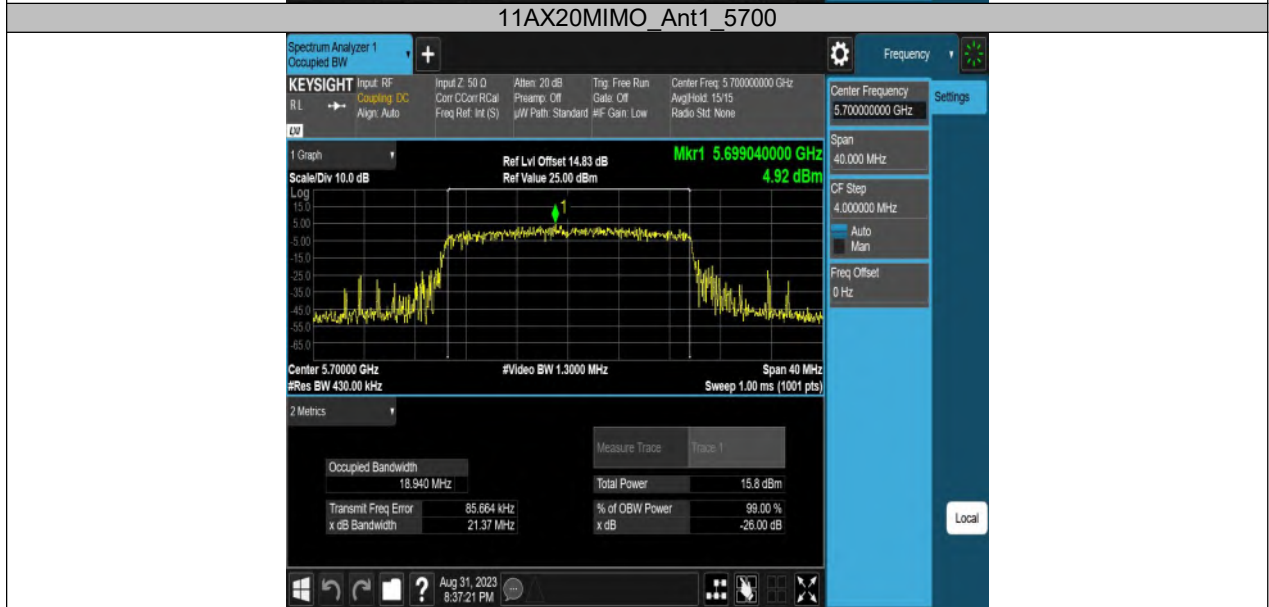 11AX20MIMO_Ant1_5700
Spectrum Analyzer 1
Occupied BW
+
Frequency
KEYSIGHT
Input: RF
Coupling: DC
Align: Auto
Input Z: 50 Ω
Corr CCorr RCal
Freq Ref: Int (S)
Atten: 20 dB
Preamp: Off
µW Path: Standard
Trig: Free Run
Gate: Off
#IF Gain: Low
Center Freq: 5.700000000 GHz
Avg|Hold: 15/15
Radio Std: None
RL
LXI
Center Frequency
5.700000000 GHz
Settings
Span
40.000 MHz
CF Step
4.000000 MHz
Auto
Man
Freq Offset
0 Hz
1 Graph
Ref Lvl Offset 14.83 dB
Mkr1 5.699040000 GHz
Scale/Div 10.0 dB
Ref Value 25.00 dBm
4.92 dBm
Log
15.0
5.00
-5.00
-15.0
-25.0
-35.0
-45.0
-55.0
-65.0
1
Center 5.70000 GHz
#Video BW 1.3000 MHz
Span 40 MHz
#Res BW 430.00 kHz
Sweep 1.00 ms (1001 pts)
2 Metrics
Measure Trace
Trace 1
Occupied Bandwidth
18.940 MHz
Total Power
15.8 dBm
Transmit Freq Error
85.664 kHz
% of OBW Power
99.00 %
x dB Bandwidth
21.37 MHz
x dB
-26.00 dB
Local
?
Aug 31, 2023
8:37:21 PM